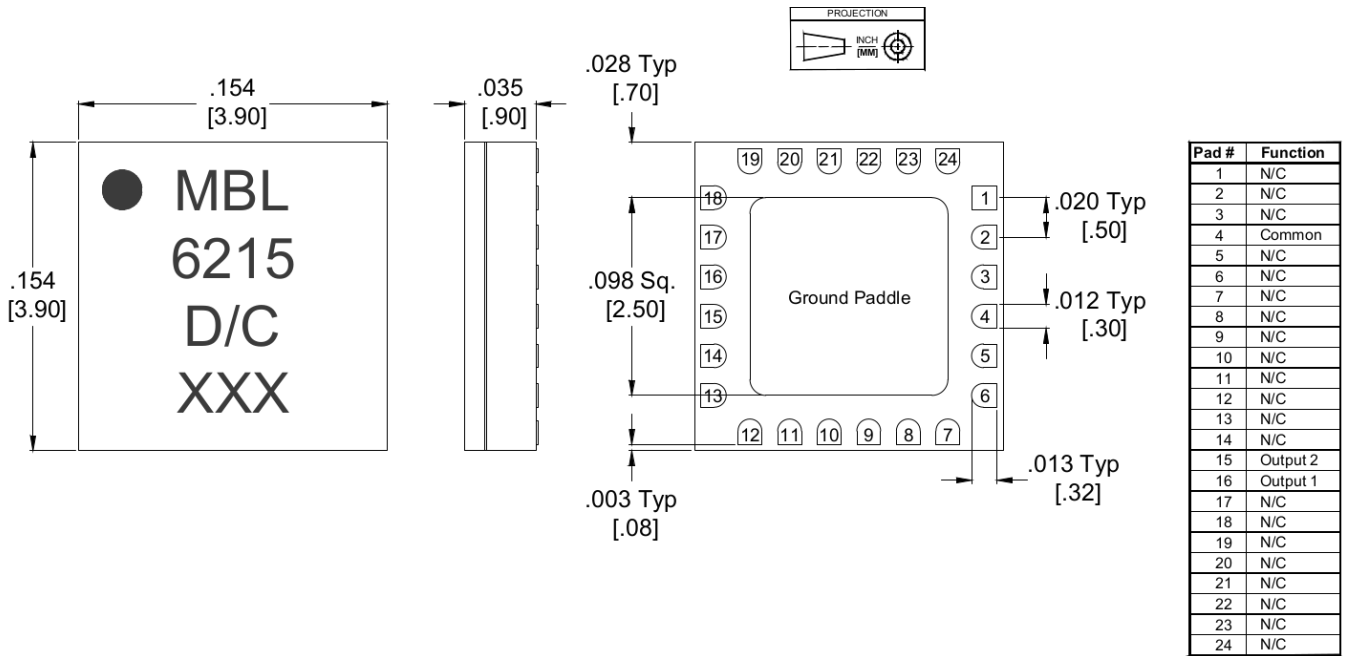 PROJECTION
INCH
[MM]
.154
[3.90]
.035
[.90]
.028 Typ
[.70]
.154
[3.90]
MBL
6215
D/C
XXX
19 20 21 22 23 24
18
17
16
15
14
13
1
2
3
4
5
6
12 11 10 9 8 7
Ground Paddle
.098 Sq.
[2.50]
.020 Typ
[.50]
.012 Typ
[.30]
.013 Typ
[.32]
.003 Typ
[.08]
Pad # Function
1 N/C
2 N/C
3 N/C
4 Common
5 N/C
6 N/C
7 N/C
8 N/C
9 N/C
10 N/C
11 N/C
12 N/C
13 N/C
14 N/C
15 Output 2
16 Output 1
17 N/C
18 N/C
19 N/C
20 N/C
21 N/C
22 N/C
23 N/C
24 N/C